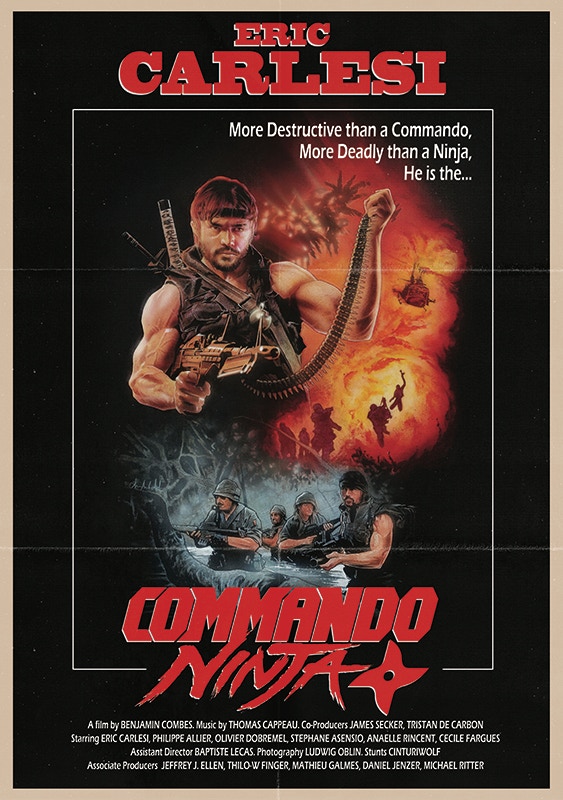 ERIC
CARLESI
More Destructive than a Commando,
More Deadly than a Ninja,
He is the...
COMMANDO
NINJA
A film by BENJAMIN COMBES. Music by THOMAS CAPPEAU. Co-Producers JAMES SECKER, TRISTAN DE CARBON
Starring ERIC CARLESI, PHILIPPE ALLIER, OLIVIER DOBREMEL, STEPHANE ASENSIO, ANAELLE RINCENT, CECILE FARGUES
Assistant Director BAPTISTE LECAS. Photography LUDWIG OBLIN. Stunts CINTURIWOLF
Associate Producers JEFFREY J. ELLEN, THILO-W FINGER, MATHIEU GALMES, DANIEL JENZER, MICHAEL RITTER